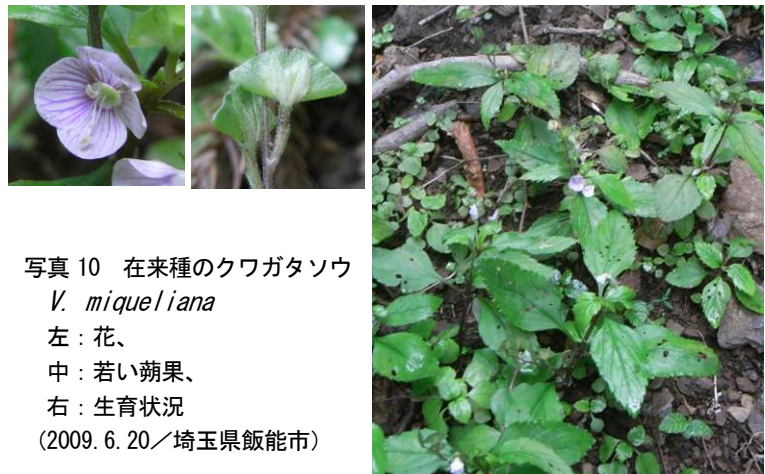 写真 10 在来種のクワガタソウ
V. miqueliana
左：花、
中：若い蒴果、
右：生育状況
（2009.6.20／埼玉県飯能市）